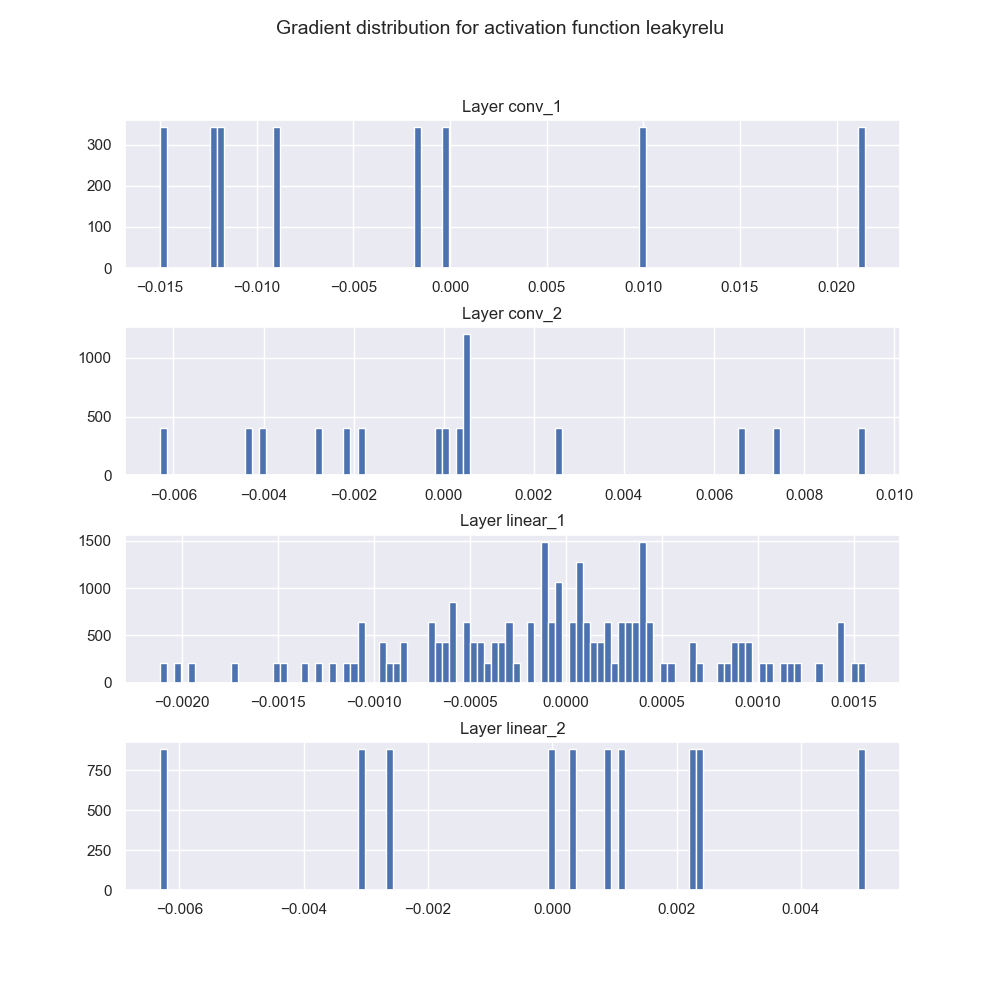 Gradient distribution for activation function leakyrelu
Layer conv_1
300
200
100
0
−0.015 −0.010 −0.005 0.000 0.005 0.010 0.015 0.020
Layer conv_2
1000
500
0
−0.006 −0.004 −0.002 0.000 0.002 0.004 0.006 0.008 0.010
Layer linear_1
1500
1000
500
0
−0.0020 −0.0015 −0.0010 −0.0005 0.0000 0.0005 0.0010 0.0015
Layer linear_2
750
500
250
0
−0.006 −0.004 −0.002 0.000 0.002 0.004